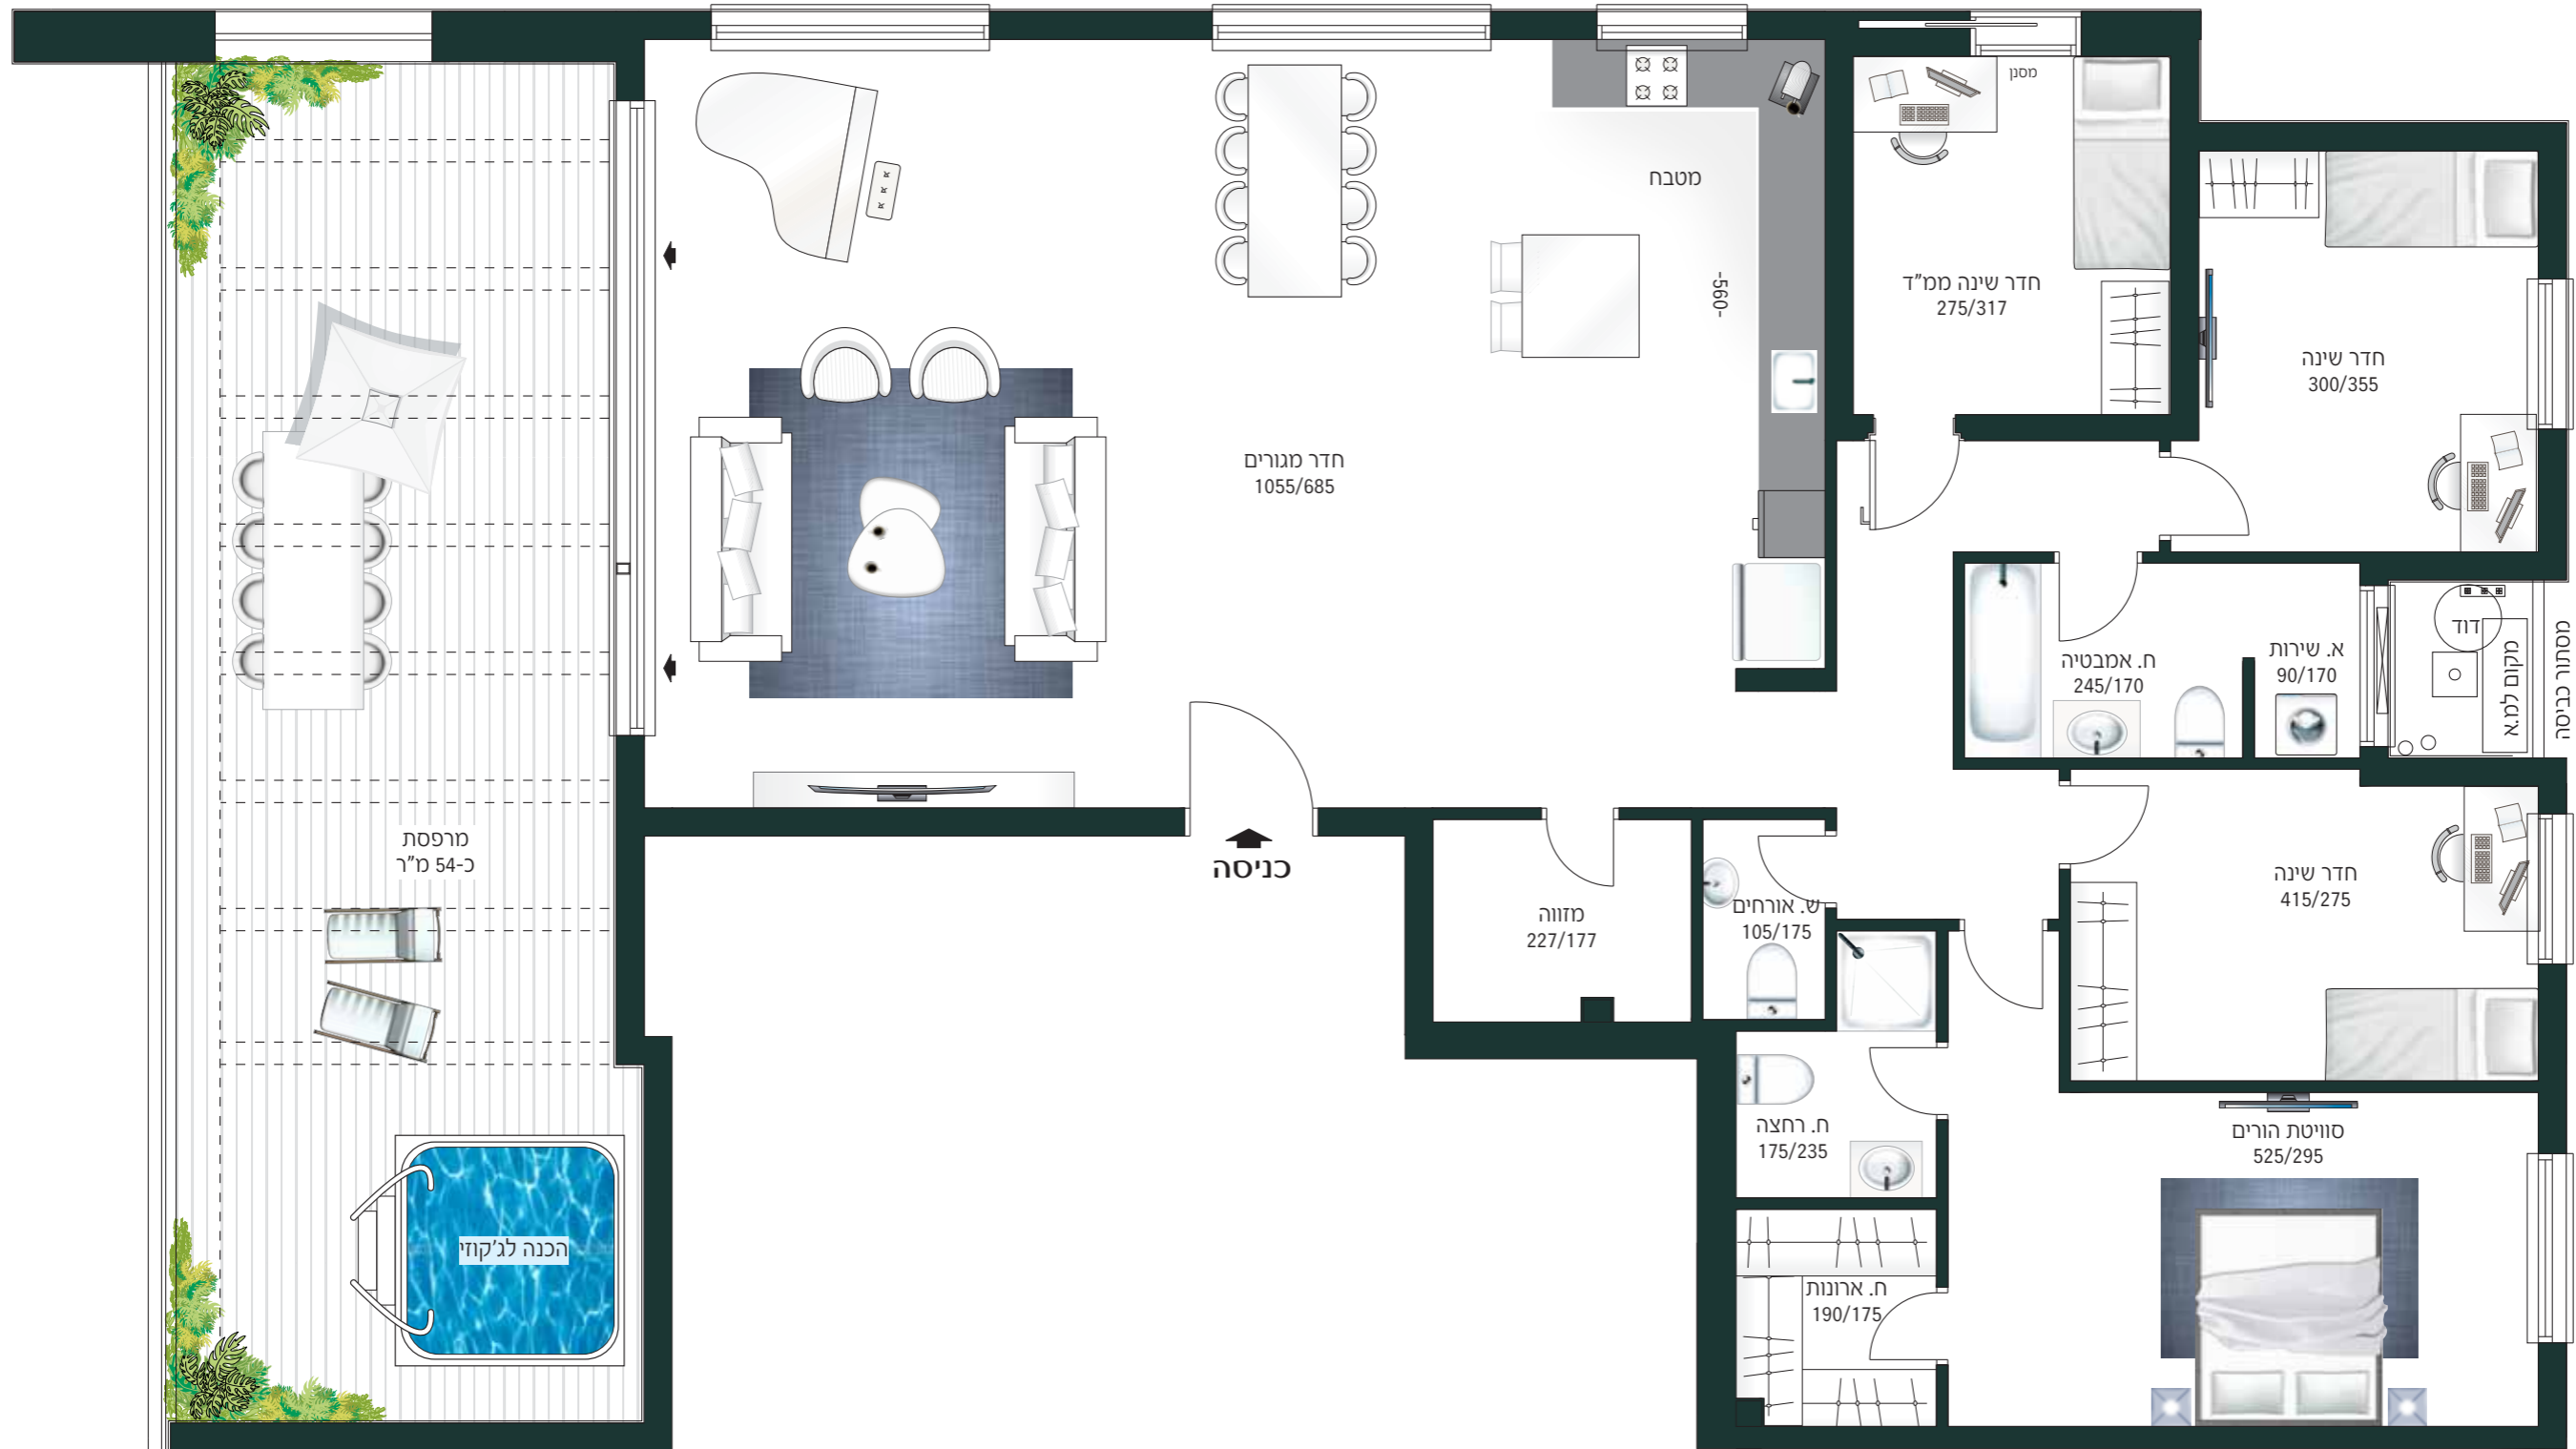 מסנן
מטבח
-560-
חדר שינה ממ"ד
275/317
חדר שינה
300/355
חדר מגורים
1055/685
א. שירות
90/170
ח. אמבטיה
245/170
דוד
מקום למ.א
מסתור כביסה
מרפסת
כ-54 מ"ר
כניסה
מזווה
227/177
ש. אורחים
105/175
חדר שינה
415/275
ח. רחצה
175/235
סוויטת הורים
525/295
הכנה לג'קוזי
ח. ארונות
190/175